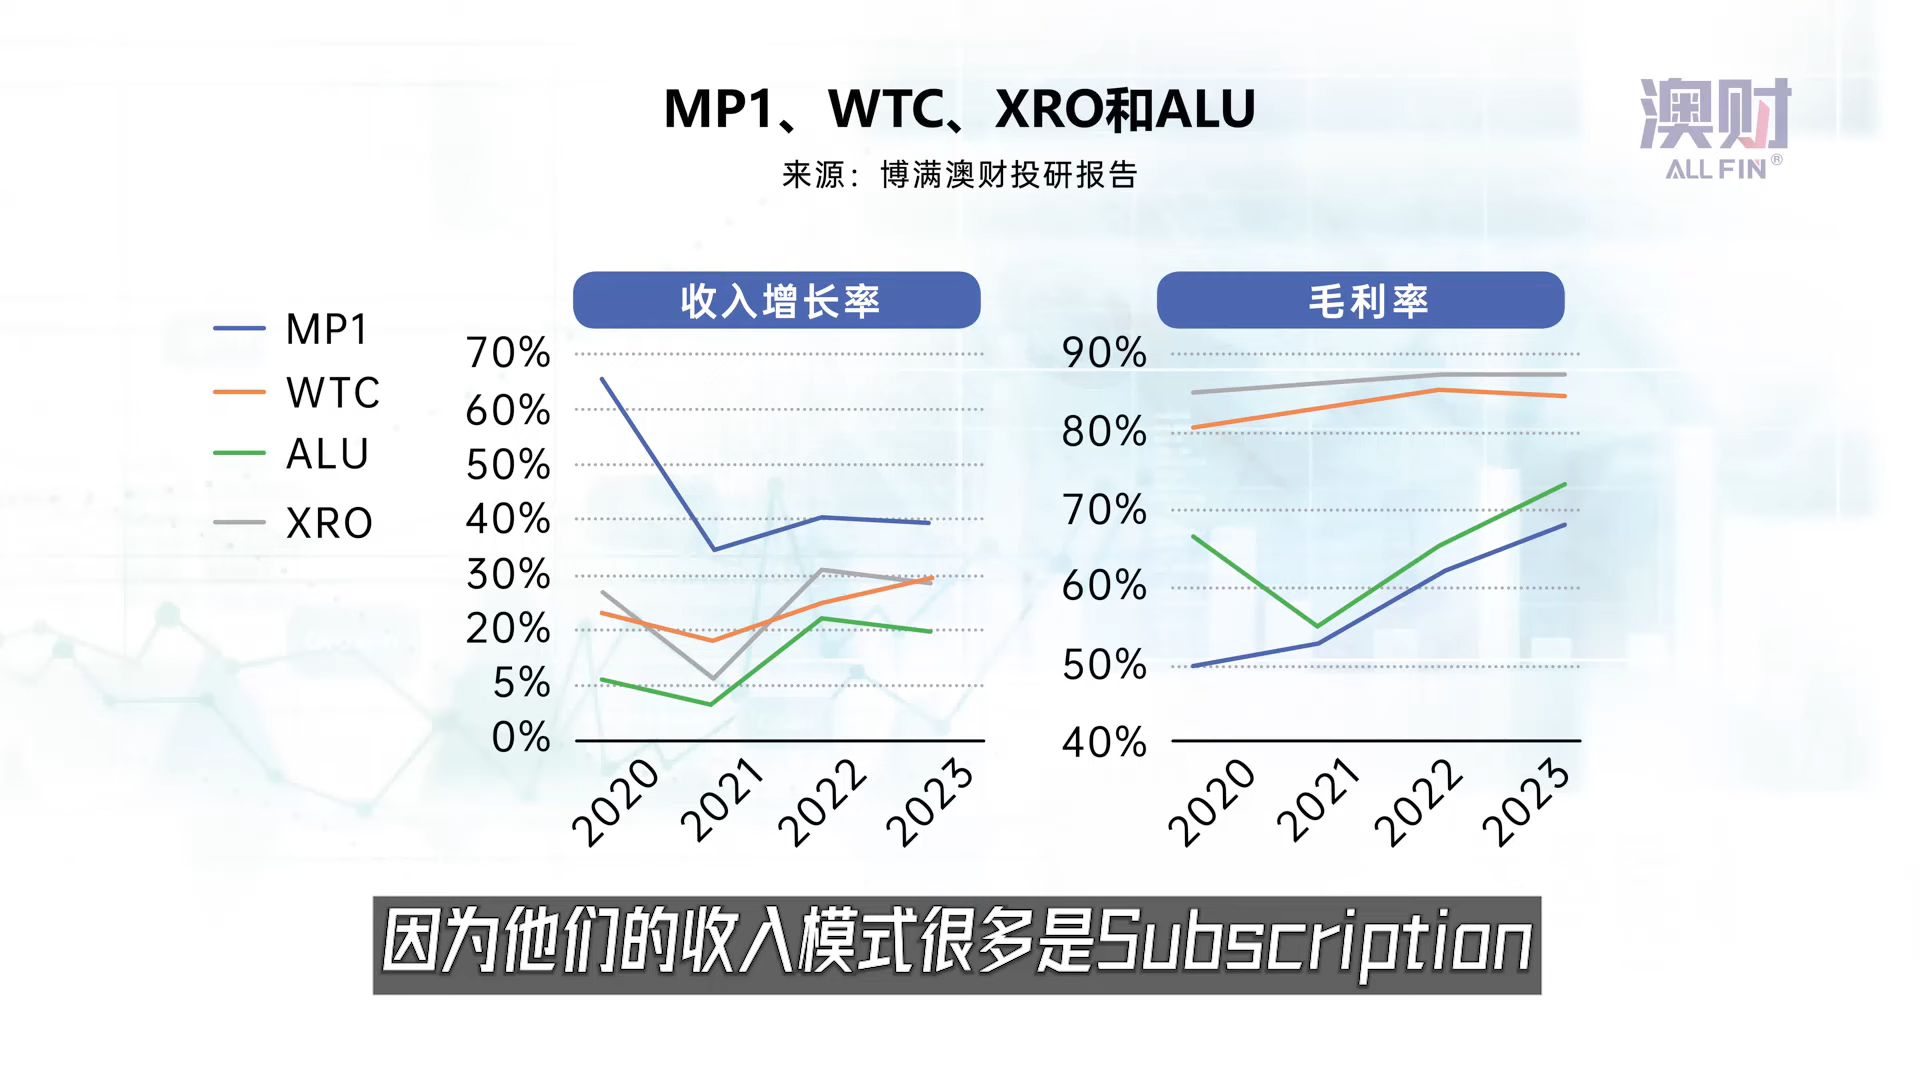 MP1、WTC、XRO和ALU
来源：博满澳财投研报告
澳财
ALL FIN®
MP1
WTC
ALU
XRO
收入增长率
70%
60%
50%
40%
30%
20%
5%
0%
2020
2021
2022
2023
毛利率
90%
80%
70%
60%
50%
40%
2020
2021
2022
2023
因为他们的收入模式很多是Subscription